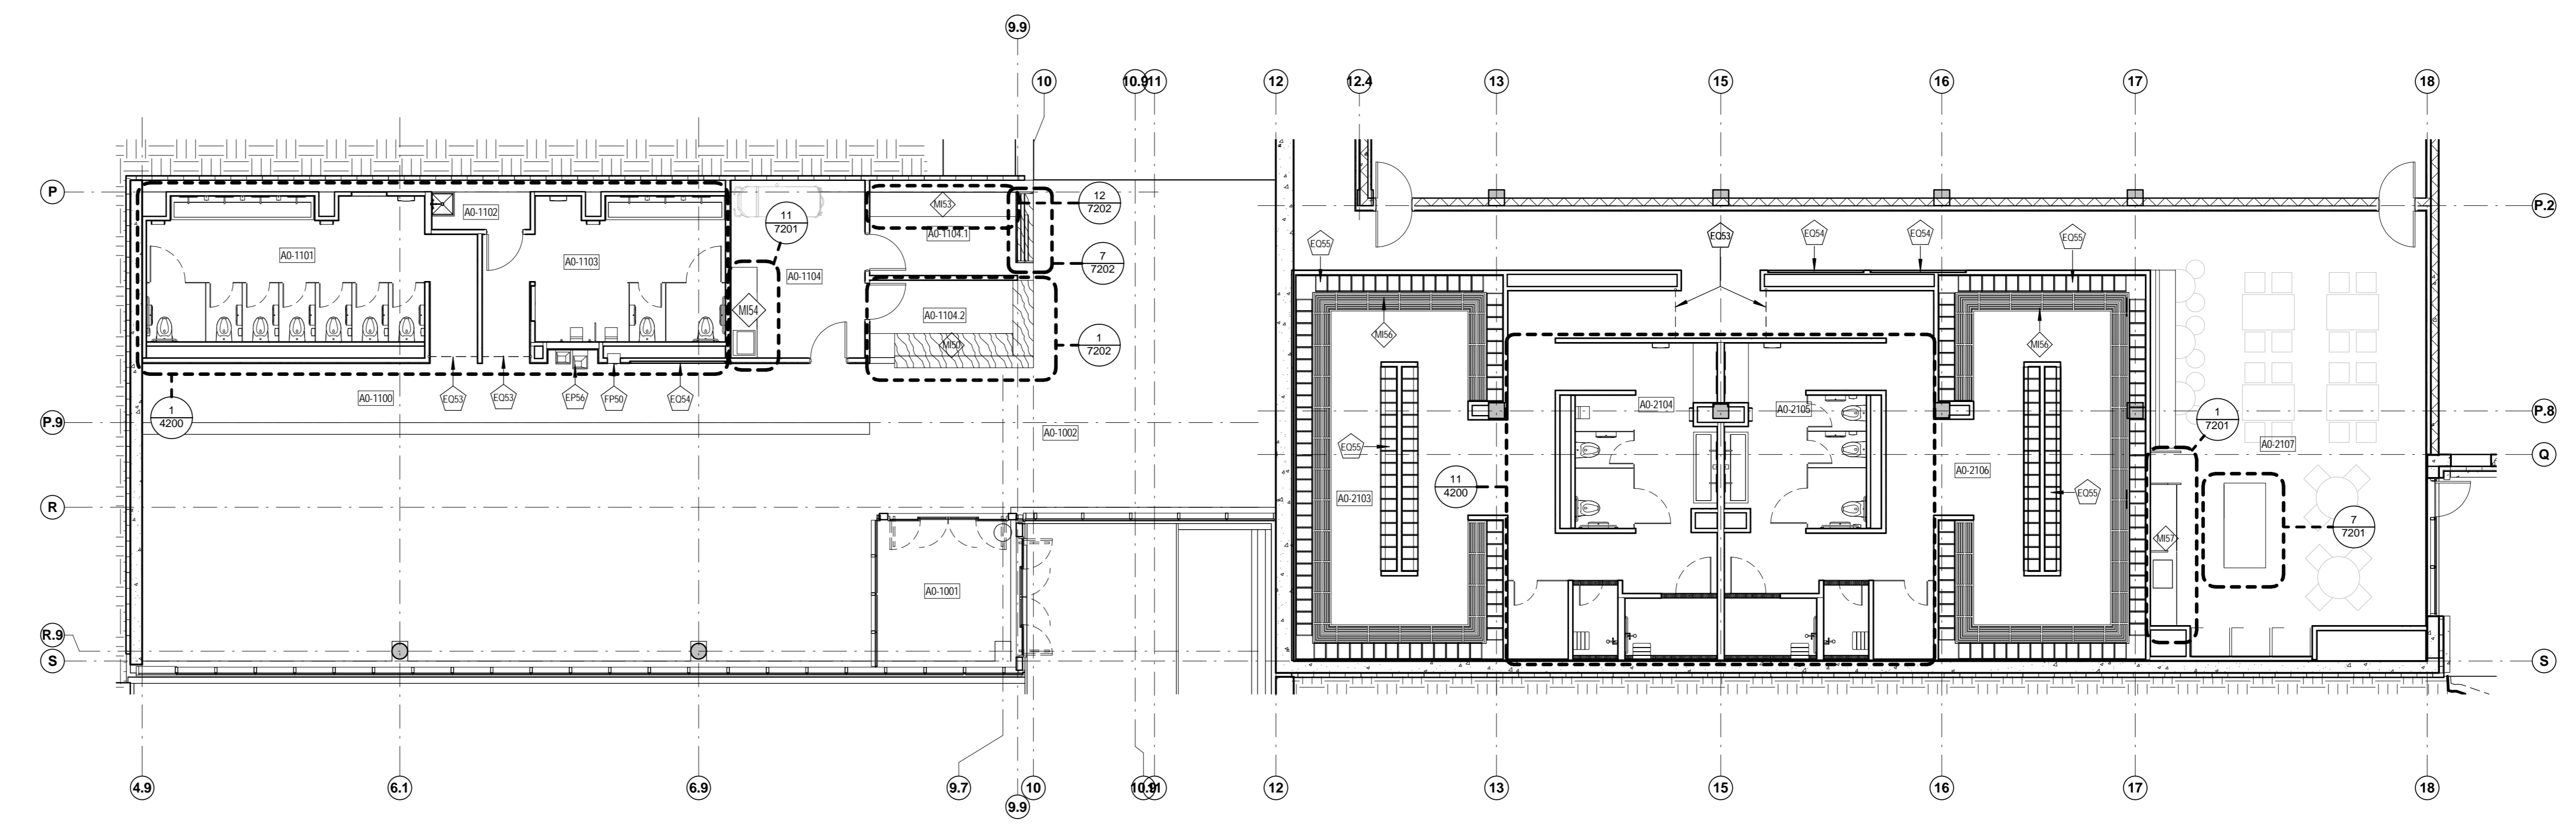 9.9
10
10.9
11
12
12.4
13
15
16
17
18
P
P.2
MI53
12
7202
A0-1102
11
7201
A0-1104.1
EQ55
EQ53
EQ54
EQ54
EQ55
A0-1101
A0-1103
A0-1104
7
7202
MI54
A0-1104.2
MI50
1
7202
MI56
MI56
A0-1100
EQ53
EQ53
EP56
FP50
EQ54
1
4200
A0-2104
A0-2105
P.9
A0-1002
P.8
1
7201
A0-2107
EQ55
Q
A0-2106
11
4200
A0-2103
EQ55
R
7
7201
MI57
A0-1001
R.9
S
S
4.9
6.1
6.9
9.7
9.9
10
10.9
11
12
13
15
16
17
18